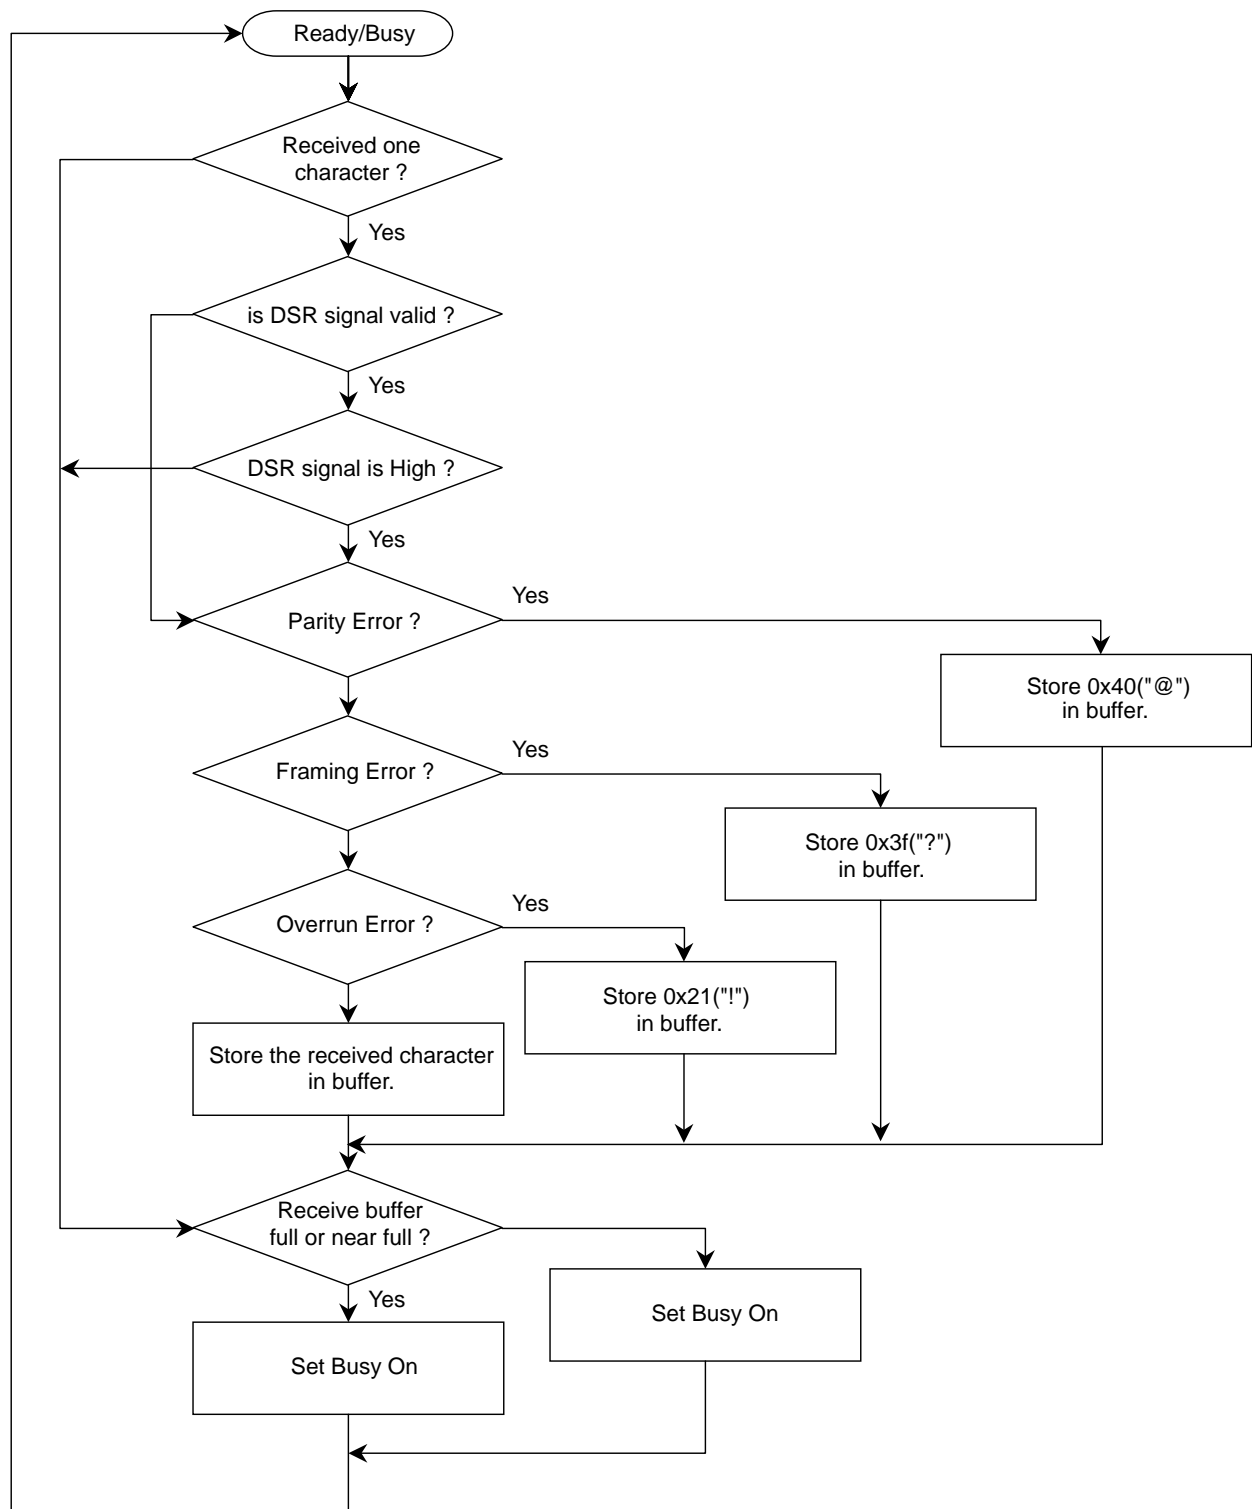 Ready/Busy
Received one
character ?
Yes
is DSR signal valid ?
Yes
DSR signal is High ?
Yes
Parity Error ?
Yes
Store 0x40("@")
in buffer.
Framing Error ?
Yes
Store 0x3f("?")
in buffer.
Overrun Error ?
Yes
Store 0x21("!")
in buffer.
Store the received character
in buffer.
Receive buffer
full or near full ?
Yes
Set Busy On
Set Busy On